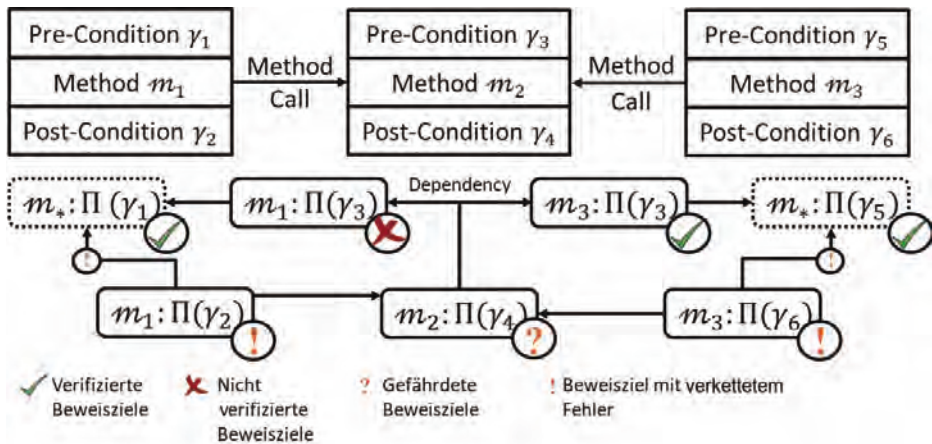 Pre-Condition γ₁
Method m₁
Post-Condition γ₂
Method
Call
Pre-Condition γ₃
Method m₂
Post-Condition γ₄
Method
Call
Pre-Condition γ₅
Method m₃
Post-Condition γ₆
Dependency
m*: Π(γ₁)
m₁: Π(γ₃)
m₃: Π(γ₃)
m*: Π(γ₅)
!
!
m₁: Π(γ₂)
!
m₂: Π(γ₄)
?
m₃: Π(γ₆)
!
Verifizierte
Beweisziele
Nicht
verifizierte
Beweisziele
? Gefährdete
Beweisziele
! Beweisziel mit verkettetem
Fehler